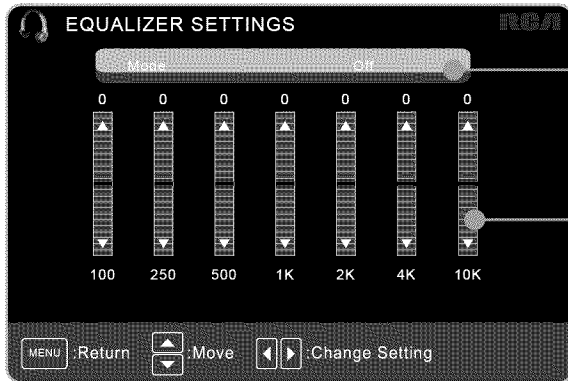 EQUALIZER SETTINGS RCA
Mode Off
0 0 0 0 0 0 0
100 250 500 1K 2K 4K 10K
MENU :Return :Move :Change Setting